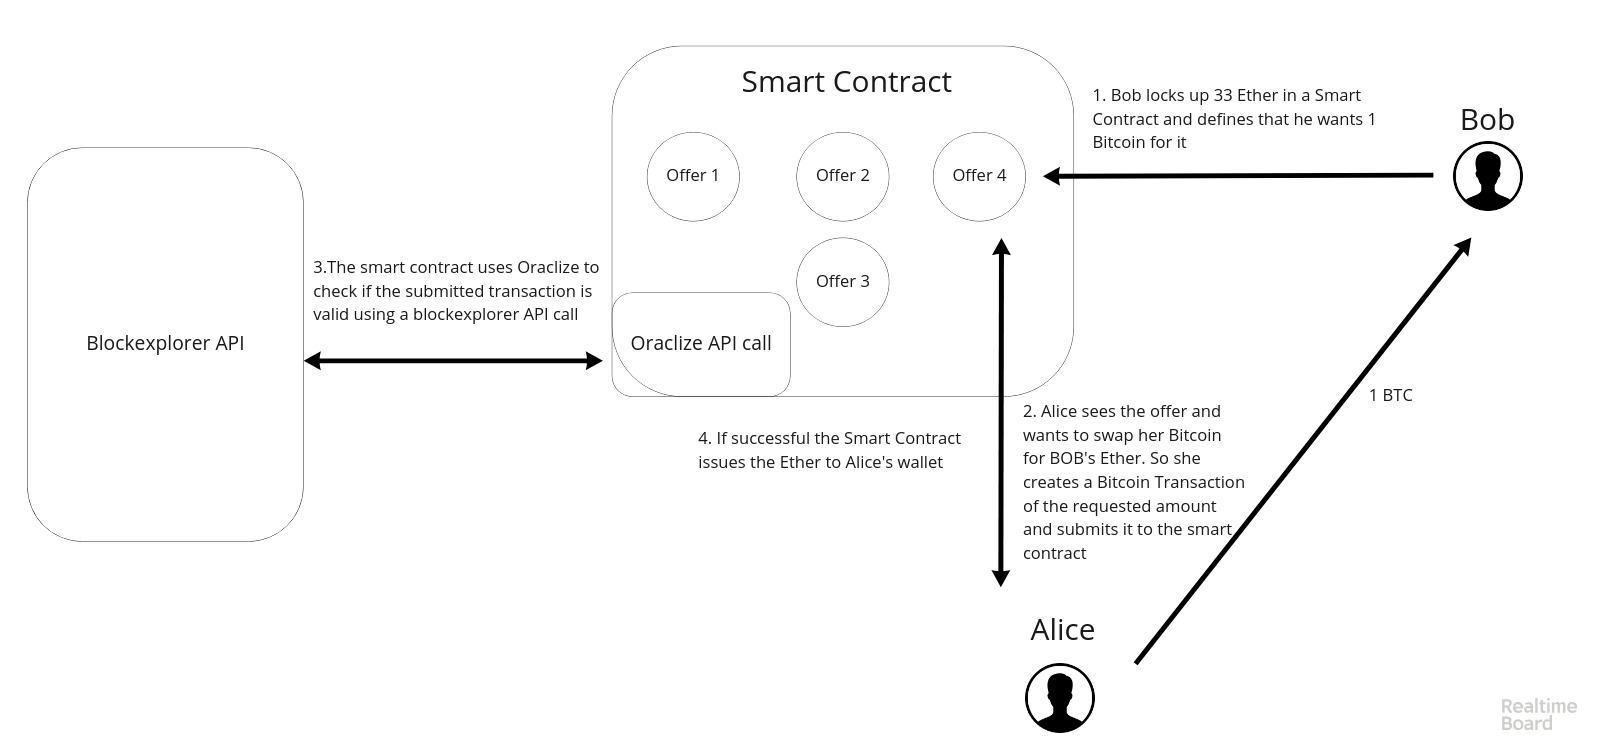 Smart Contract
1. Bob locks up 33 Ether in a Smart
Contract and defines that he wants 1
Bitcoin for it
Bob
Offer 1
Offer 2
Offer 4
3.The smart contract uses Oraclize to
check if the submitted transaction is
valid using a blockexplorer API call
Offer 3
Blockexplorer API
Oraclize API call
1 BTC
2. Alice sees the offer and
wants to swap her Bitcoin
for BOB's Ether. So she
creates a Bitcoin Transaction
of the requested amount
and submits it to the smart
contract
4. If successful the Smart Contract
issues the Ether to Alice's wallet
Alice
Realtime
Board